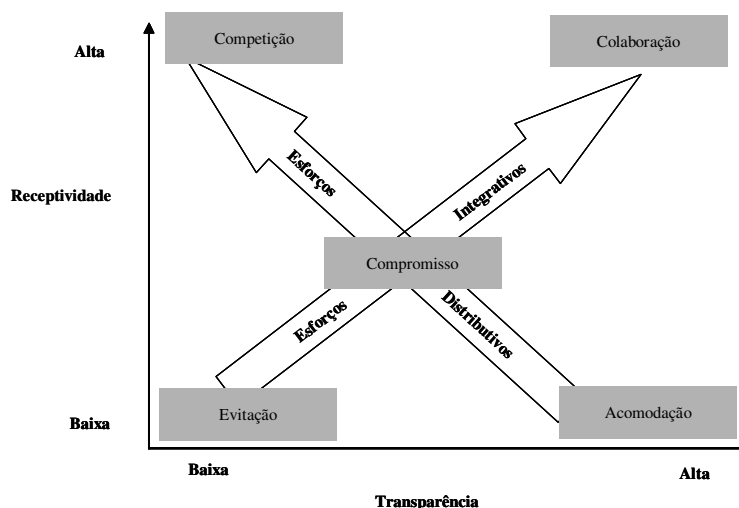 Competição
Colaboração
Alta
Esforços
Integrativos
Receptividade
Compromisso
Esforços
Distributivos
Evitação
Acomodação
Baixa
Baixa
Alta
Transparência